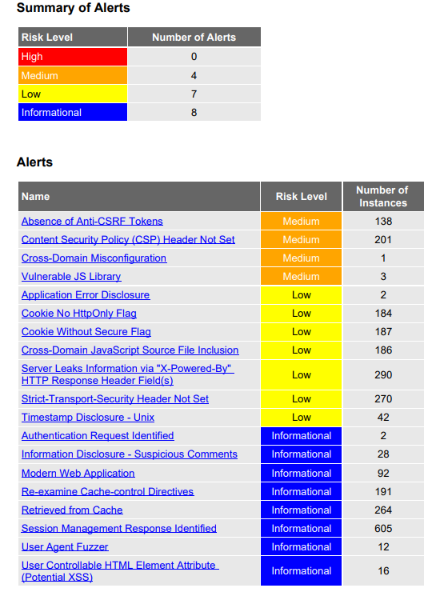 Summary of Alerts
Risk Level Number of Alerts
High 0
Medium 4
Low 7
Informational 8
Alerts
Name Risk Level Number of Instances
Absence of Anti-CSRF Tokens Medium 138
Content Security Policy (CSP) Header Not Set Medium 201
Cross-Domain Misconfiguration Medium 1
Vulnerable JS Library Medium 3
Application Error Disclosure Low 2
Cookie No HttpOnly Flag Low 184
Cookie Without Secure Flag Low 187
Cross-Domain JavaScript Source File Inclusion Low 186
Server Leaks Information via "X-Powered-By"
HTTP Response Header Field(s) Low 290
Strict-Transport-Security Header Not Set Low 270
Timestamp Disclosure - Unix Low 42
Authentication Request Identified Informational 2
Information Disclosure - Suspicious Comments Informational 28
Modern Web Application Informational 92
Re-examine Cache-control Directives Informational 191
Retrieved from Cache Informational 264
Session Management Response Identified Informational 605
User Agent Fuzzer Informational 12
User Controllable HTML Element Attribute
(Potential XSS) Informational 16